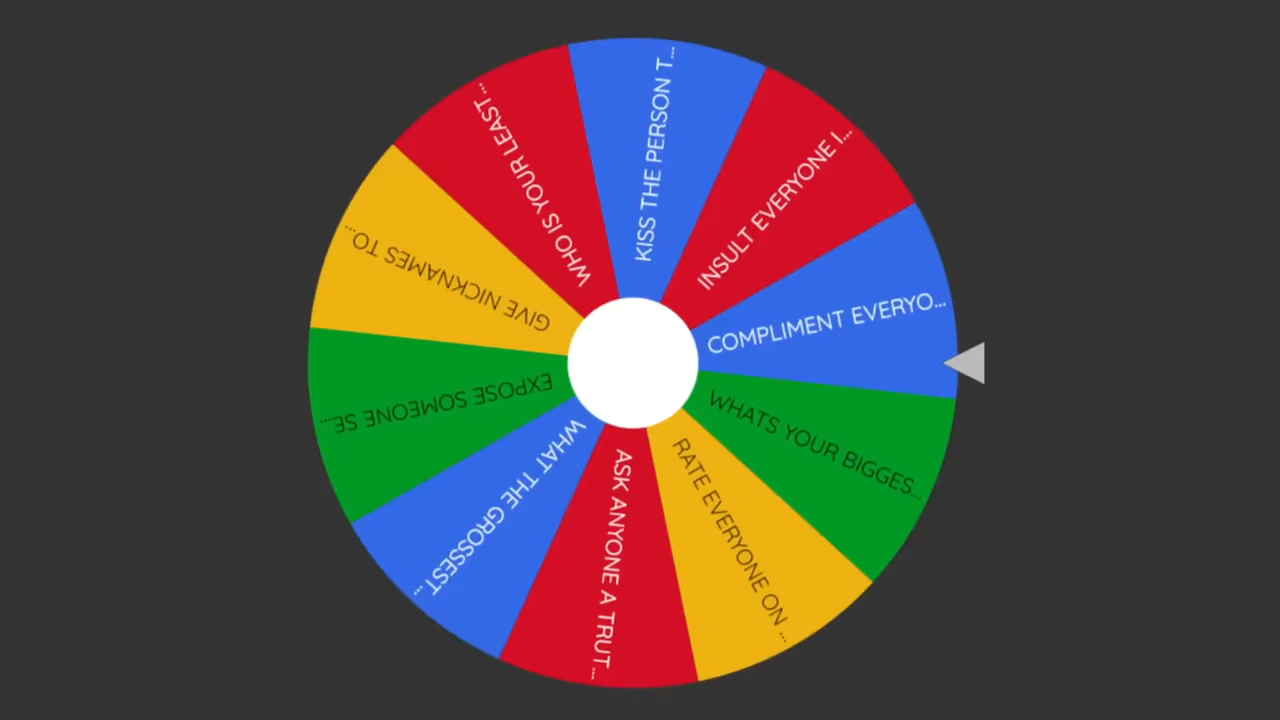 KISS THE PERSON T...
INSULT EVERYONE I...
COMPLIMENT EVERYO...
WHATS YOUR BIGGES...
RATE EVERYONE ON ...
ASK ANYONE A TRUT...
WHAT THE GROSSEST...
EXPOSE SOMEONE SE...
GIVE NICKNAMES TO...
WHO IS YOUR LEAST...